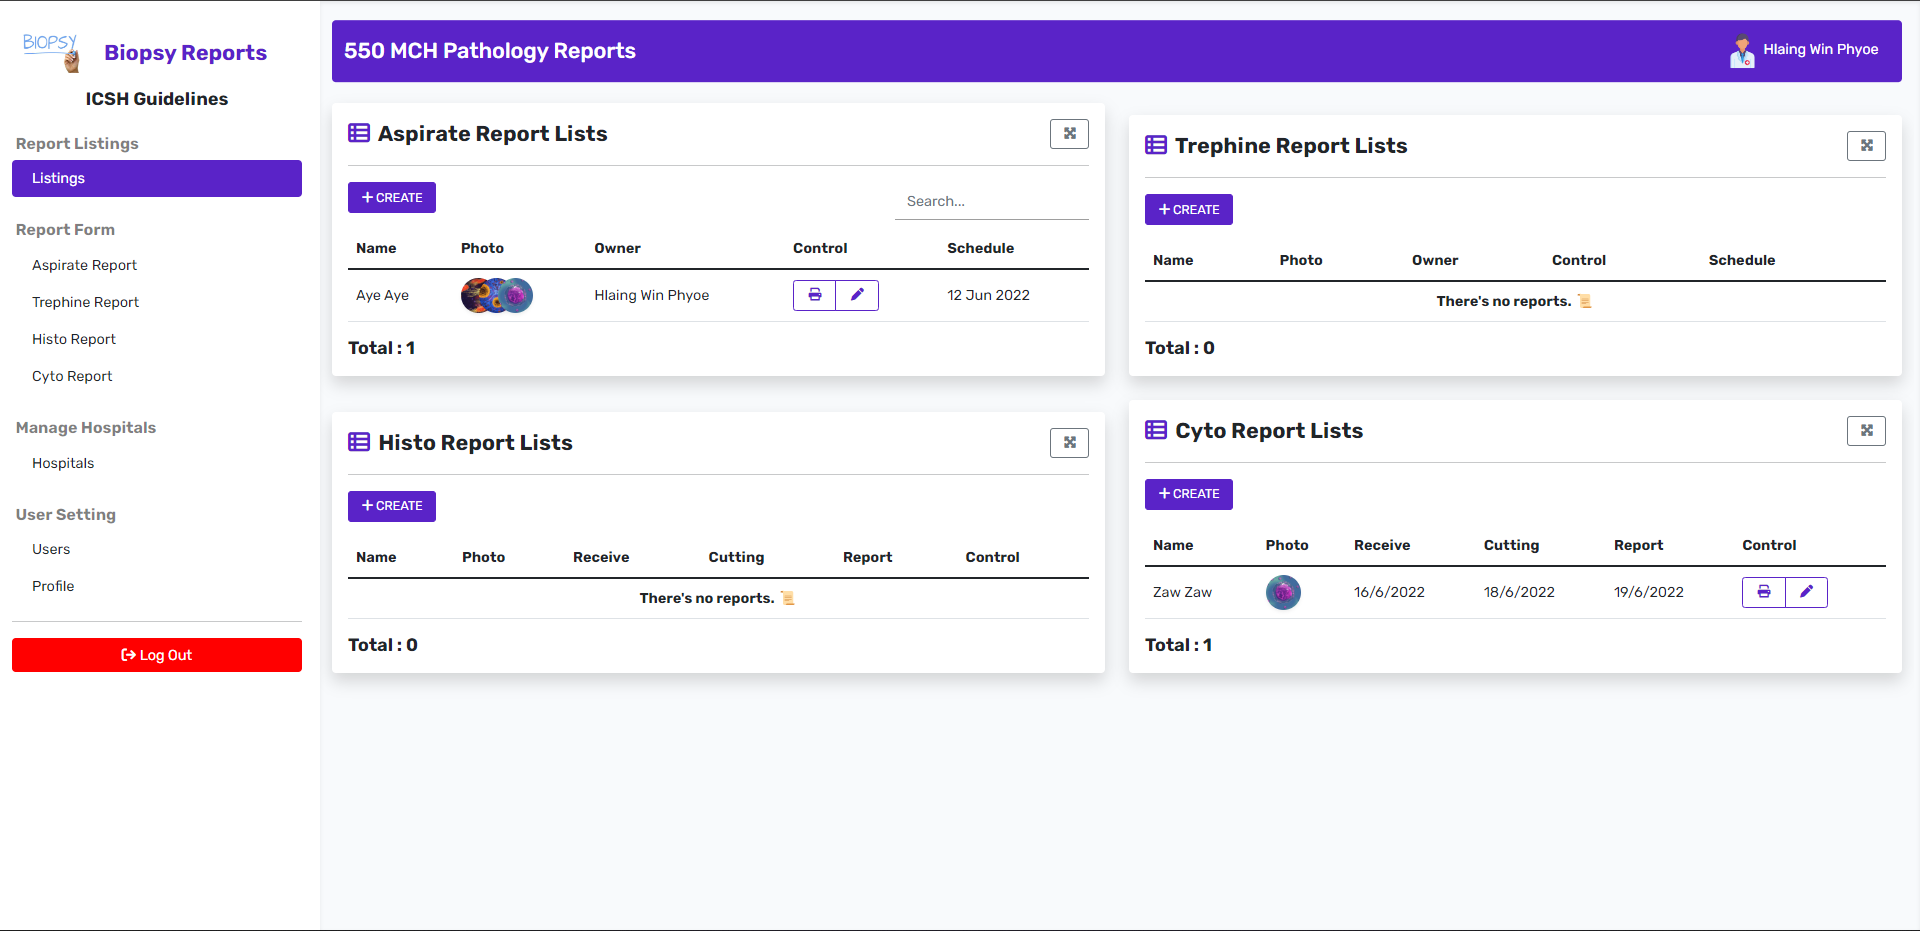 BIOPSY
Biopsy Reports
ICSH Guidelines
Report Listings
Listings
Report Form
Aspirate Report
Trephine Report
Histo Report
Cyto Report
Manage Hospitals
Hospitals
User Setting
Users
Profile
Log Out
550 MCH Pathology Reports
Hlaing Win Phyoe
Aspirate Report Lists
+ CREATE
Search...
Name Photo Owner Control Schedule
Aye Aye Hlaing Win Phyoe 12 Jun 2022
Total : 1
Trephine Report Lists
+ CREATE
Name Photo Owner Control Schedule
There's no reports. 📜
Total : 0
Histo Report Lists
+ CREATE
Name Photo Receive Cutting Report Control
There's no reports. 📜
Total : 0
Cyto Report Lists
+ CREATE
Name Photo Receive Cutting Report Control
Zaw Zaw 16/6/2022 18/6/2022 19/6/2022
Total : 1